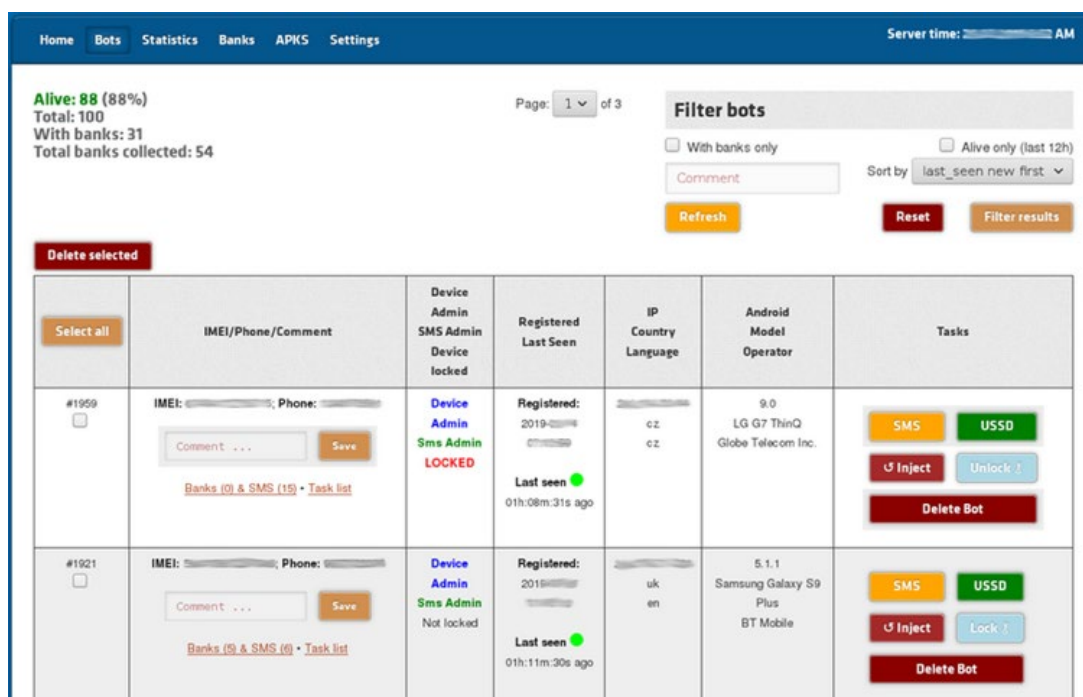 Home Bots Statistics Banks APKS Settings
Server time: AM
Alive: 88 (88%)
Total: 100
With banks: 31
Total banks collected: 54
Page: 1 of 3
Filter bots
With banks only
Alive only (last 12h)
Comment
Sort by last_seen new first
Refresh
Reset
Filter results
Delete selected
Select all
IMEI/Phone/Comment
Device
Admin
SMS Admin
Device
locked
Registered
Last Seen
IP
Country
Language
Android
Model
Operator
Tasks
#1959
IMEI: ; Phone:
Comment ...
Save
Banks (0) & SMS (15) • Task list
Device
Admin
Sms Admin
LOCKED
Registered:
2019-
Last seen
01h:08m:31s ago
cz
cz
9.0
LG G7 ThinQ
Globe Telecom Inc.
SMS
USSD
↺ Inject
Unlock
Delete Bot
#1921
IMEI: ; Phone:
Comment ...
Save
Banks (5) & SMS (6) • Task list
Device
Admin
Sms Admin
Not locked
Registered:
2019
Last seen
01h:11m:30s ago
uk
en
5.1.1
Samsung Galaxy S9
Plus
BT Mobile
SMS
USSD
↺ Inject
Lock
Delete Bot